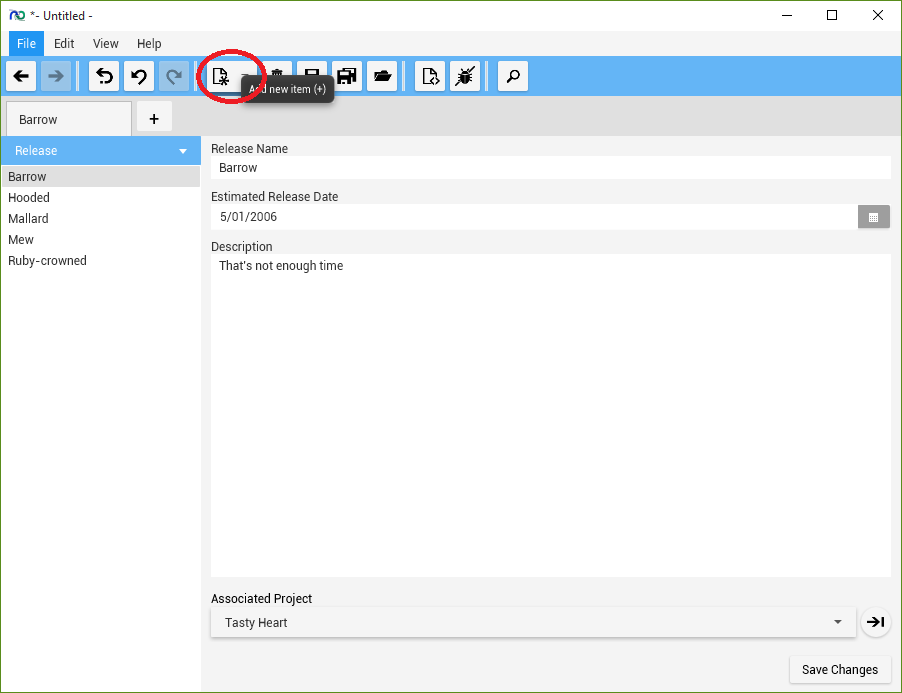 *- Untitled -
File Edit View Help
Add new item (+)
Barrow +
Release
Barrow
Hooded
Mallard
Mew
Ruby-crowned
Release Name
Barrow
Estimated Release Date
5/01/2006
Description
That's not enough time
Associated Project
Tasty Heart
Save Changes